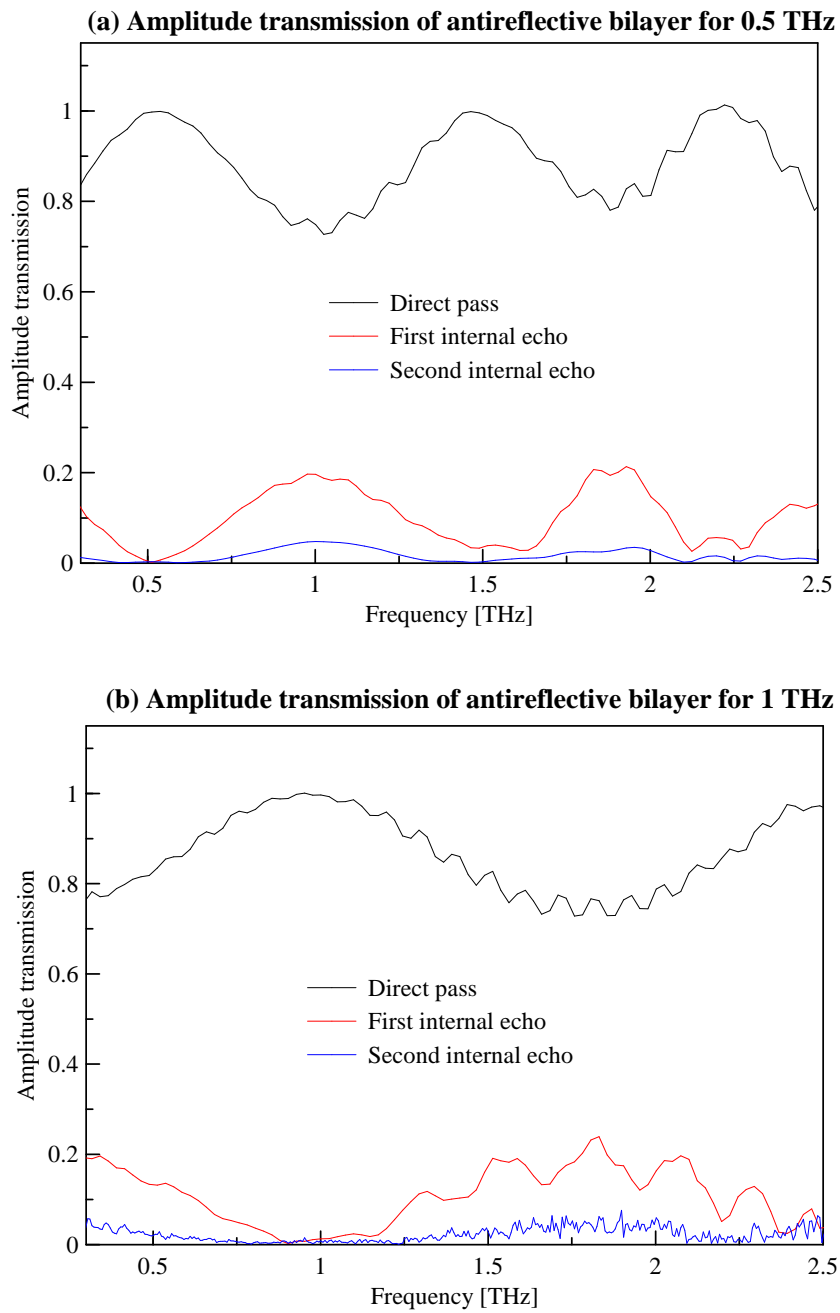 (a) Amplitude transmission of antireflective bilayer for 0.5 THz
1
0.8
0.6
0.4
0.2
0
Amplitude transmission
Direct pass
First internal echo
Second internal echo
0.5
1
1.5
2
2.5
Frequency [THz]
(b) Amplitude transmission of antireflective bilayer for 1 THz
1
0.8
0.6
0.4
0.2
0
Amplitude transmission
Direct pass
First internal echo
Second internal echo
0.5
1
1.5
2
2.5
Frequency [THz]